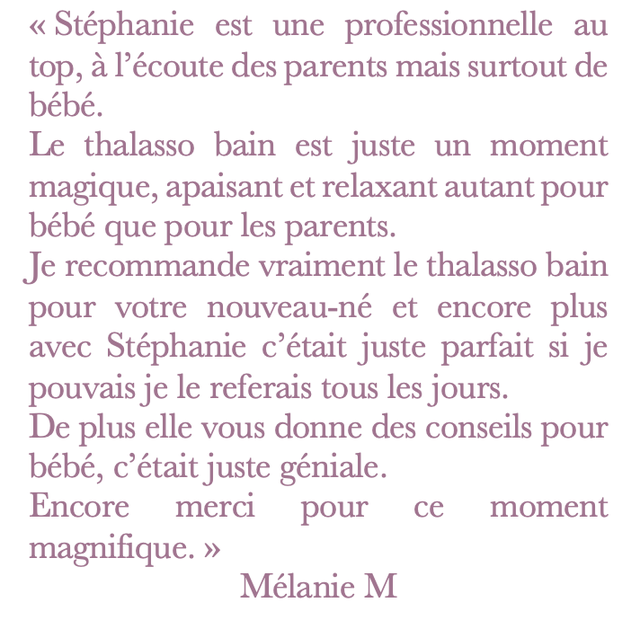 « Stéphanie est une professionnelle au
top, à l’écoute des parents mais surtout de
bébé.
Le thalasso bain est juste un moment
magique, apaisant et relaxant autant pour
bébé que pour les parents.
Je recommande vraiment le thalasso bain
pour votre nouveau-né et encore plus
avec Stéphanie c’était juste parfait si je
pouvais je le referais tous les jours.
De plus elle vous donne des conseils pour
bébé, c’était juste géniale.
Encore merci pour ce moment
magnifique. »
Mélanie M